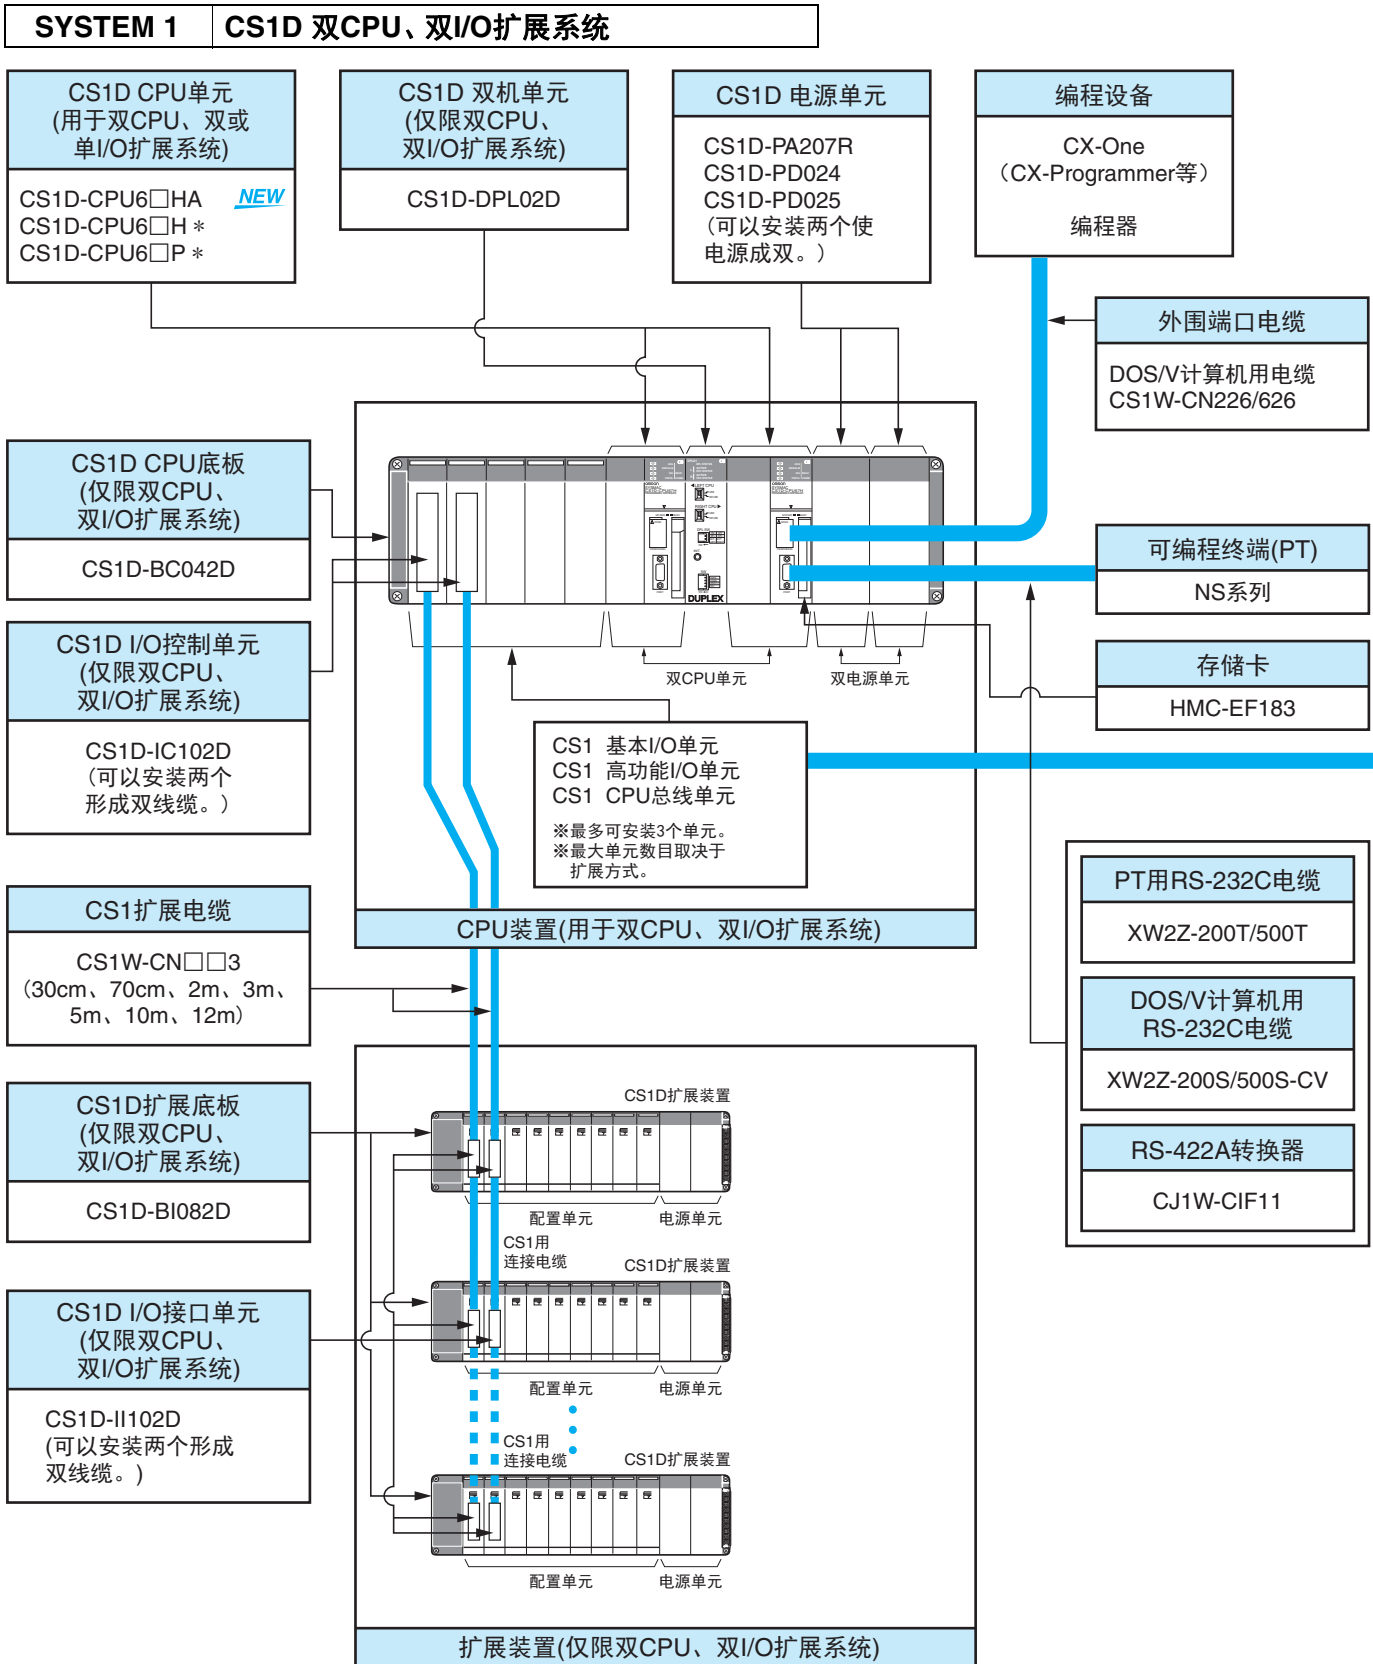 SYSTEM 1 CS1D 双CPU、双I/O扩展系统
CS1D CPU单元
(用于双CPU、双或
单I/O扩展系统)
CS1D-CPU6□HA NEW
CS1D-CPU6□H *
CS1D-CPU6□P *
CS1D 双机单元
(仅限双CPU、
双I/O扩展系统)
CS1D-DPL02D
CS1D 电源单元
CS1D-PA207R
CS1D-PD024
CS1D-PD025
(可以安装两个使
电源成双。)
编程设备
CX-One
(CX-Programmer等)
编程器
外围端口电缆
DOS/V计算机用电缆
CS1W-CN226/626
CS1D CPU底板
(仅限双CPU、
双I/O扩展系统)
CS1D-BC042D
LEFT CPU
RIGHT CPU
DUPLEX
可编程终端(PT)
NS系列
CS1D I/O控制单元
(仅限双CPU、
双I/O扩展系统)
CS1D-IC102D
(可以安装两个
形成双线缆。)
双CPU单元
双电源单元
存储卡
HMC-EF183
CS1 基本I/O单元
CS1 高功能I/O单元
CS1 CPU总线单元
※最多可安装3个单元。
※最大单元数目取决于
扩展方式。
CPU装置(用于双CPU、双I/O扩展系统)
PT用RS-232C电缆
XW2Z-200T/500T
DOS/V计算机用
RS-232C电缆
XW2Z-200S/500S-CV
RS-422A转换器
CJ1W-CIF11
CS1扩展电缆
CS1W-CN□□3
(30cm、70cm、2m、3m、
5m、10m、12m)
CS1D扩展底板
(仅限双CPU、
双I/O扩展系统)
CS1D-BI082D
CS1D扩展装置
配置单元
电源单元
CS1用
连接电缆
CS1D扩展装置
CS1D I/O接口单元
(仅限双CPU、
双I/O扩展系统)
CS1D-II102D
(可以安装两个形成
双线缆。)
配置单元
电源单元
CS1用
连接电缆
CS1D扩展装置
配置单元
电源单元
扩展装置(仅限双CPU、双I/O扩展系统)